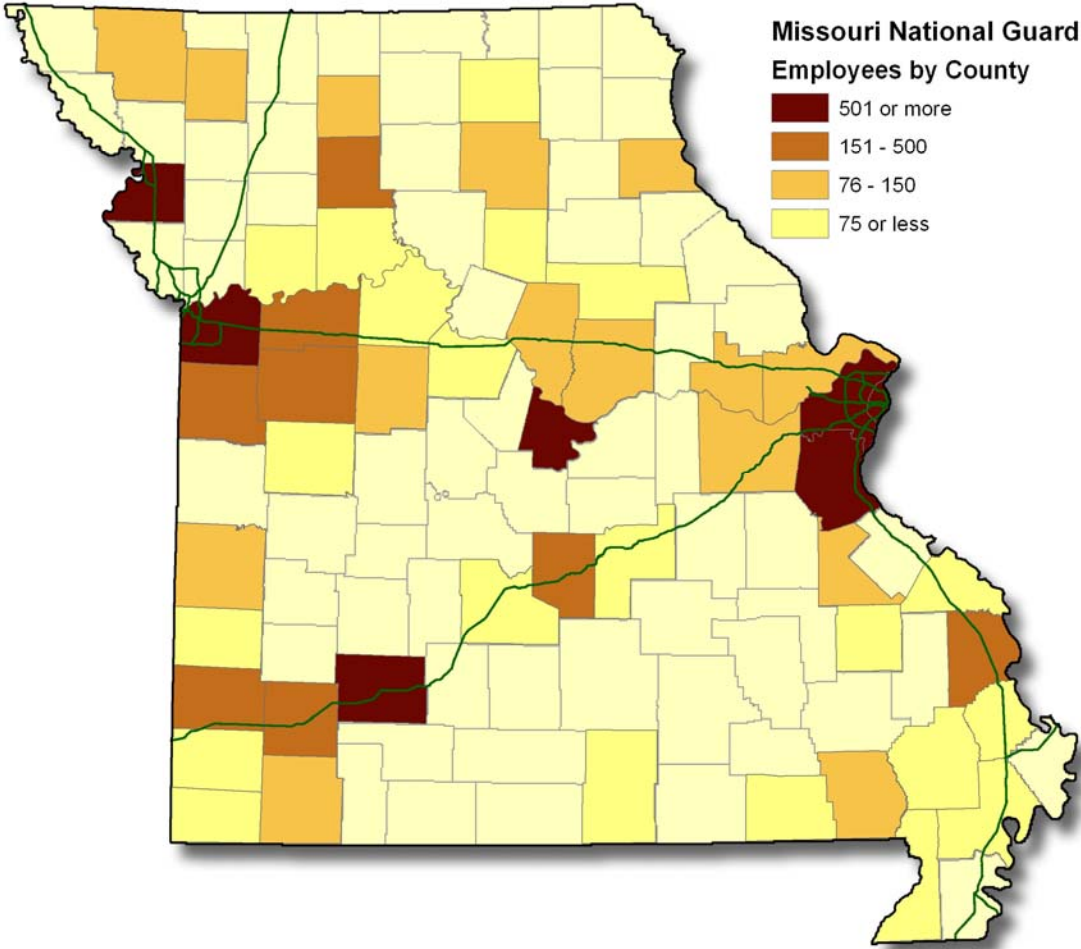 Missouri National Guard
Employees by County
501 or more
151 - 500
76 - 150
75 or less